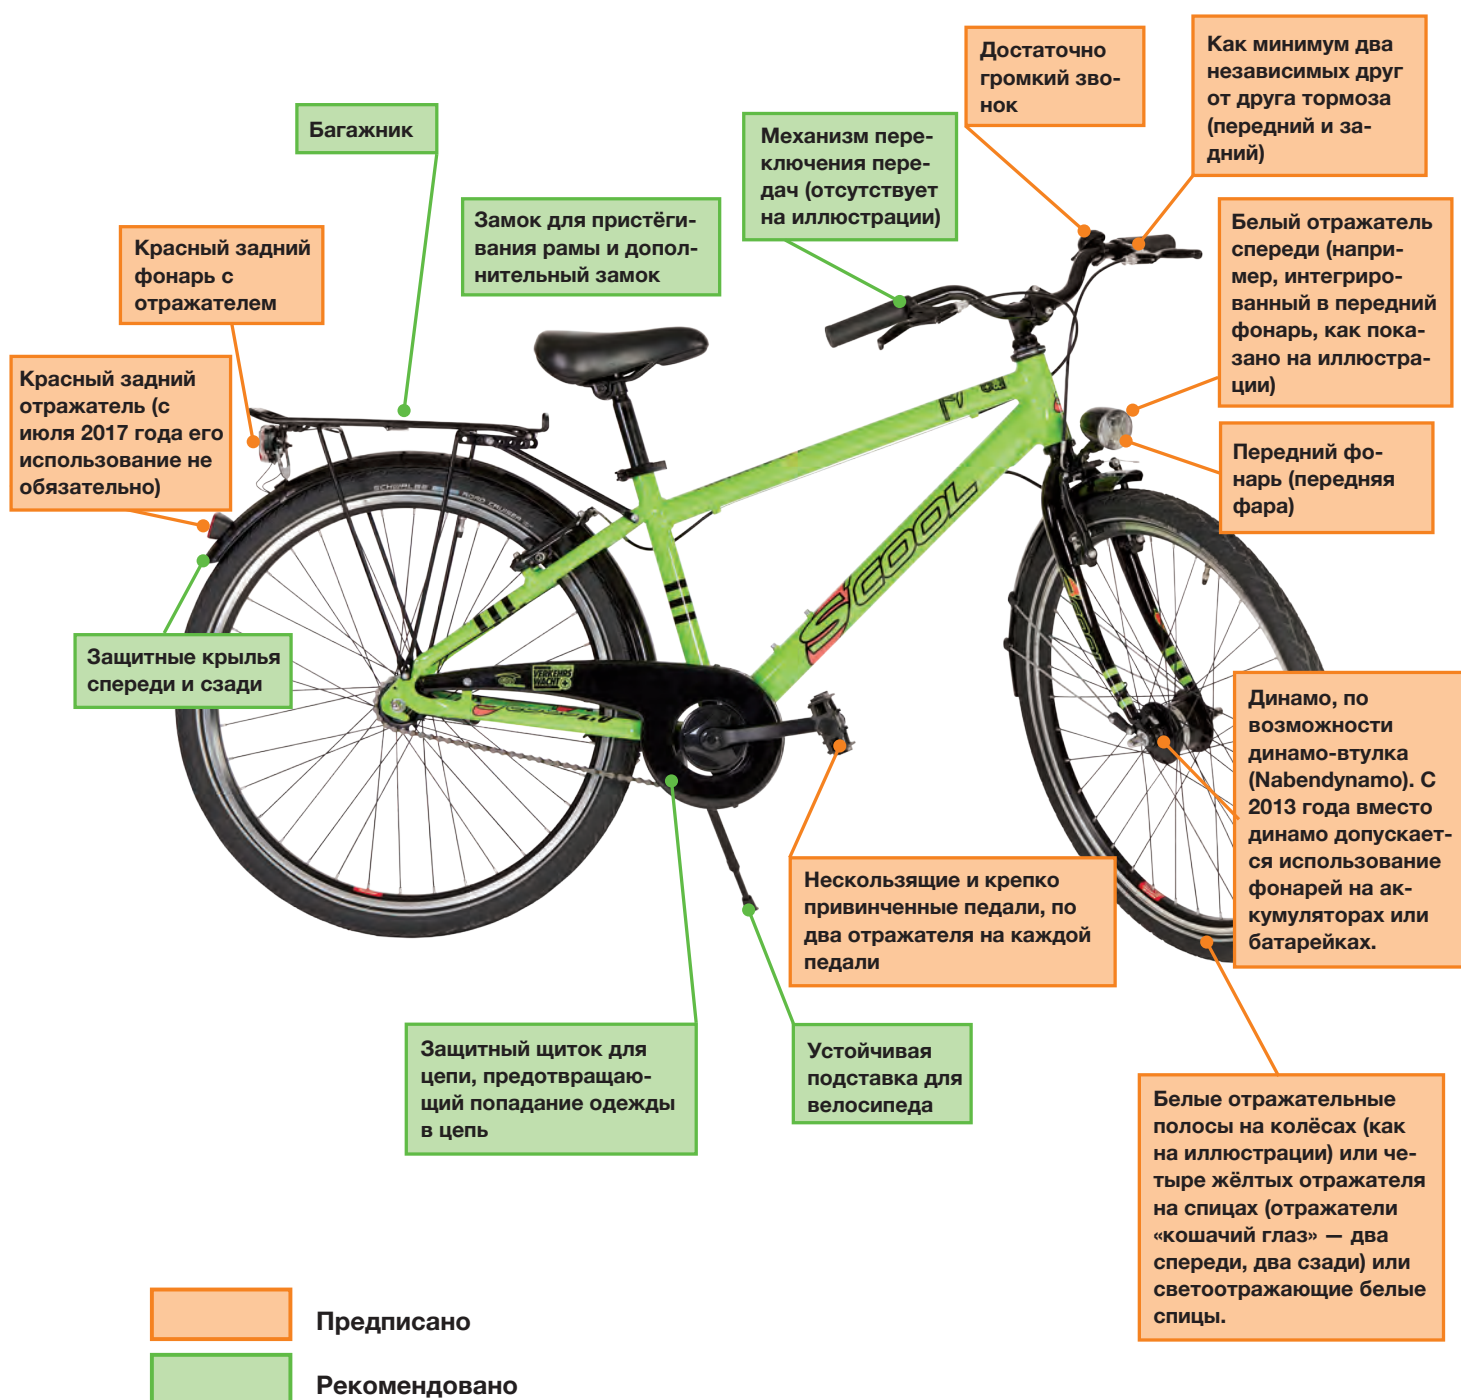 Достаточно
громкий зво-
нок
Как минимум два
независимых друг
от друга тормоза
(передний и за-
дний)
Багажник
Механизм пере-
ключения пере-
дач (отсутствует
на иллюстрации)
Замок для пристёги-
вания рамы и допол-
нительный замок
Белый отражатель
спереди (напри-
мер, интегриро-
ванный в передний
фонарь, как пока-
зано на иллюстра-
ции)
Красный задний
фонарь с
отражателем
Красный задний
отражатель (с
июля 2017 года его
использование не
обязательно)
Передний фо-
нарь (передняя
фара)
SCHWALBE ROAD CRUISER
SCOOL
Защитные крылья
спереди и сзади
VERKEHRS
WACHT
Динамо, по
возможности
динамо-втулка
(Nabendynamo). С
2013 года вместо
динамо допускает-
ся использование
фонарей на ак-
кумуляторах или
батарейках.
Нескользящие и крепко
привинченные педали, по
два отражателя на каждой
педали
Защитный щиток для
цепи, предотвращаю-
щий попадание одежды
в цепь
Устойчивая
подставка для
велосипеда
Белые отражательные
полосы на колёсах (как
на иллюстрации) или че-
тыре жёлтых отражателя
на спицах (отражатели
«кошачий глаз» — два
спереди, два сзади) или
светоотражающие белые
спицы.
Предписано
Рекомендовано